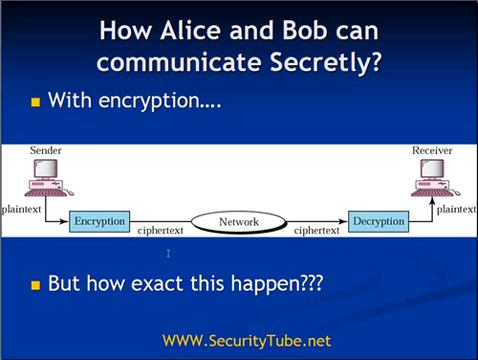 How Alice and Bob can
communicate Secretly?
With encryption....
Sender
Receiver
plaintext
plaintext
Encryption
Network
Decryption
ciphertext
ciphertext
But how exact this happen???
WWW.SecurityTube.net